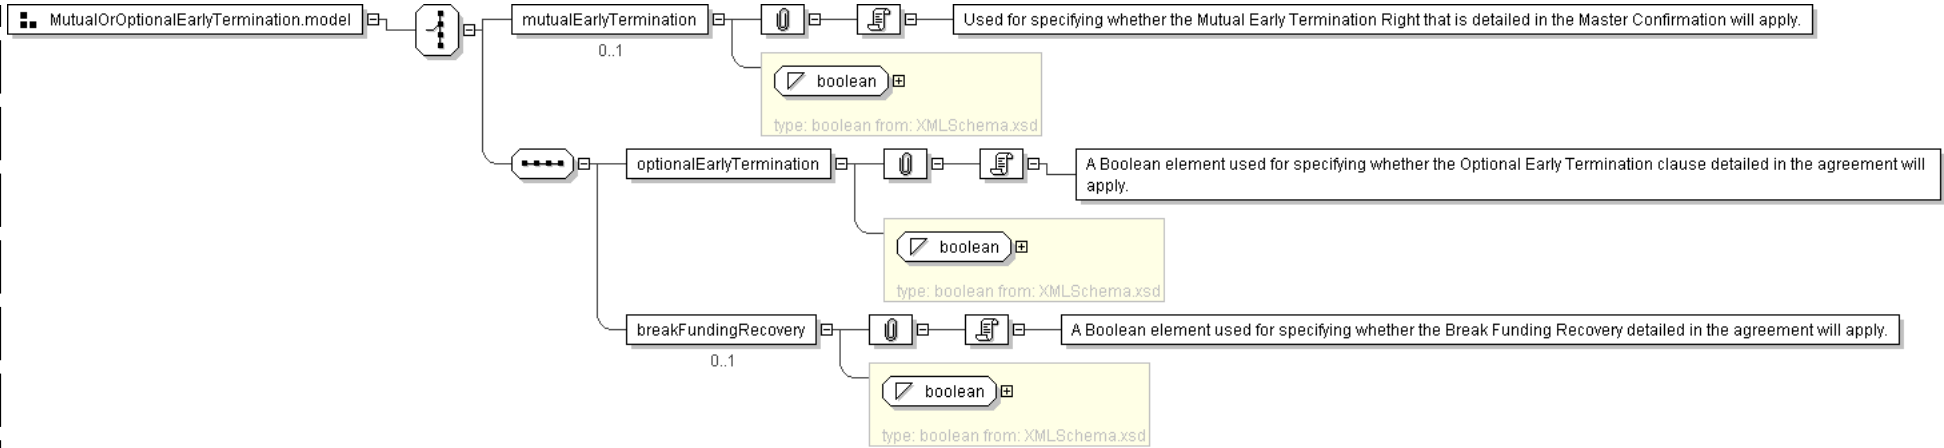 MutualOrOptionalEarlyTermination.model
mutualEarlyTermination
Used for specifying whether the Mutual Early Termination Right that is detailed in the Master Confirmation will apply.
0..1
boolean
type: boolean from: XMLSchema.xsd
optionalEarlyTermination
A Boolean element used for specifying whether the Optional Early Termination clause detailed in the agreement will
apply.
boolean
type: boolean from: XMLSchema.xsd
breakFundingRecovery
A Boolean element used for specifying whether the Break Funding Recovery detailed in the agreement will apply.
0..1
boolean
type: boolean from: XMLSchema.xsd